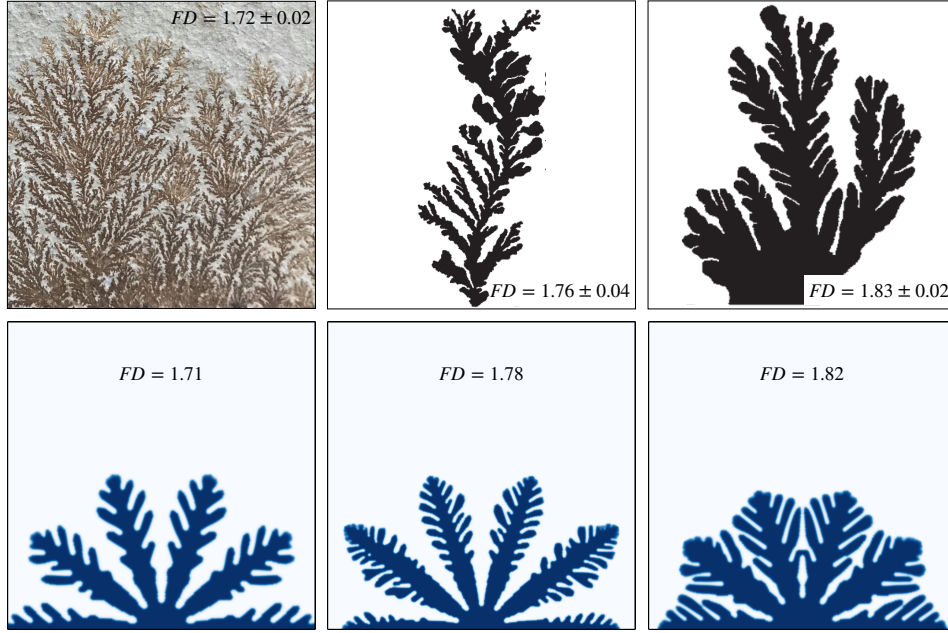 FD = 1.72 ± 0.02
FD = 1.76 ± 0.04
FD = 1.83 ± 0.02
FD = 1.71
FD = 1.78
FD = 1.82